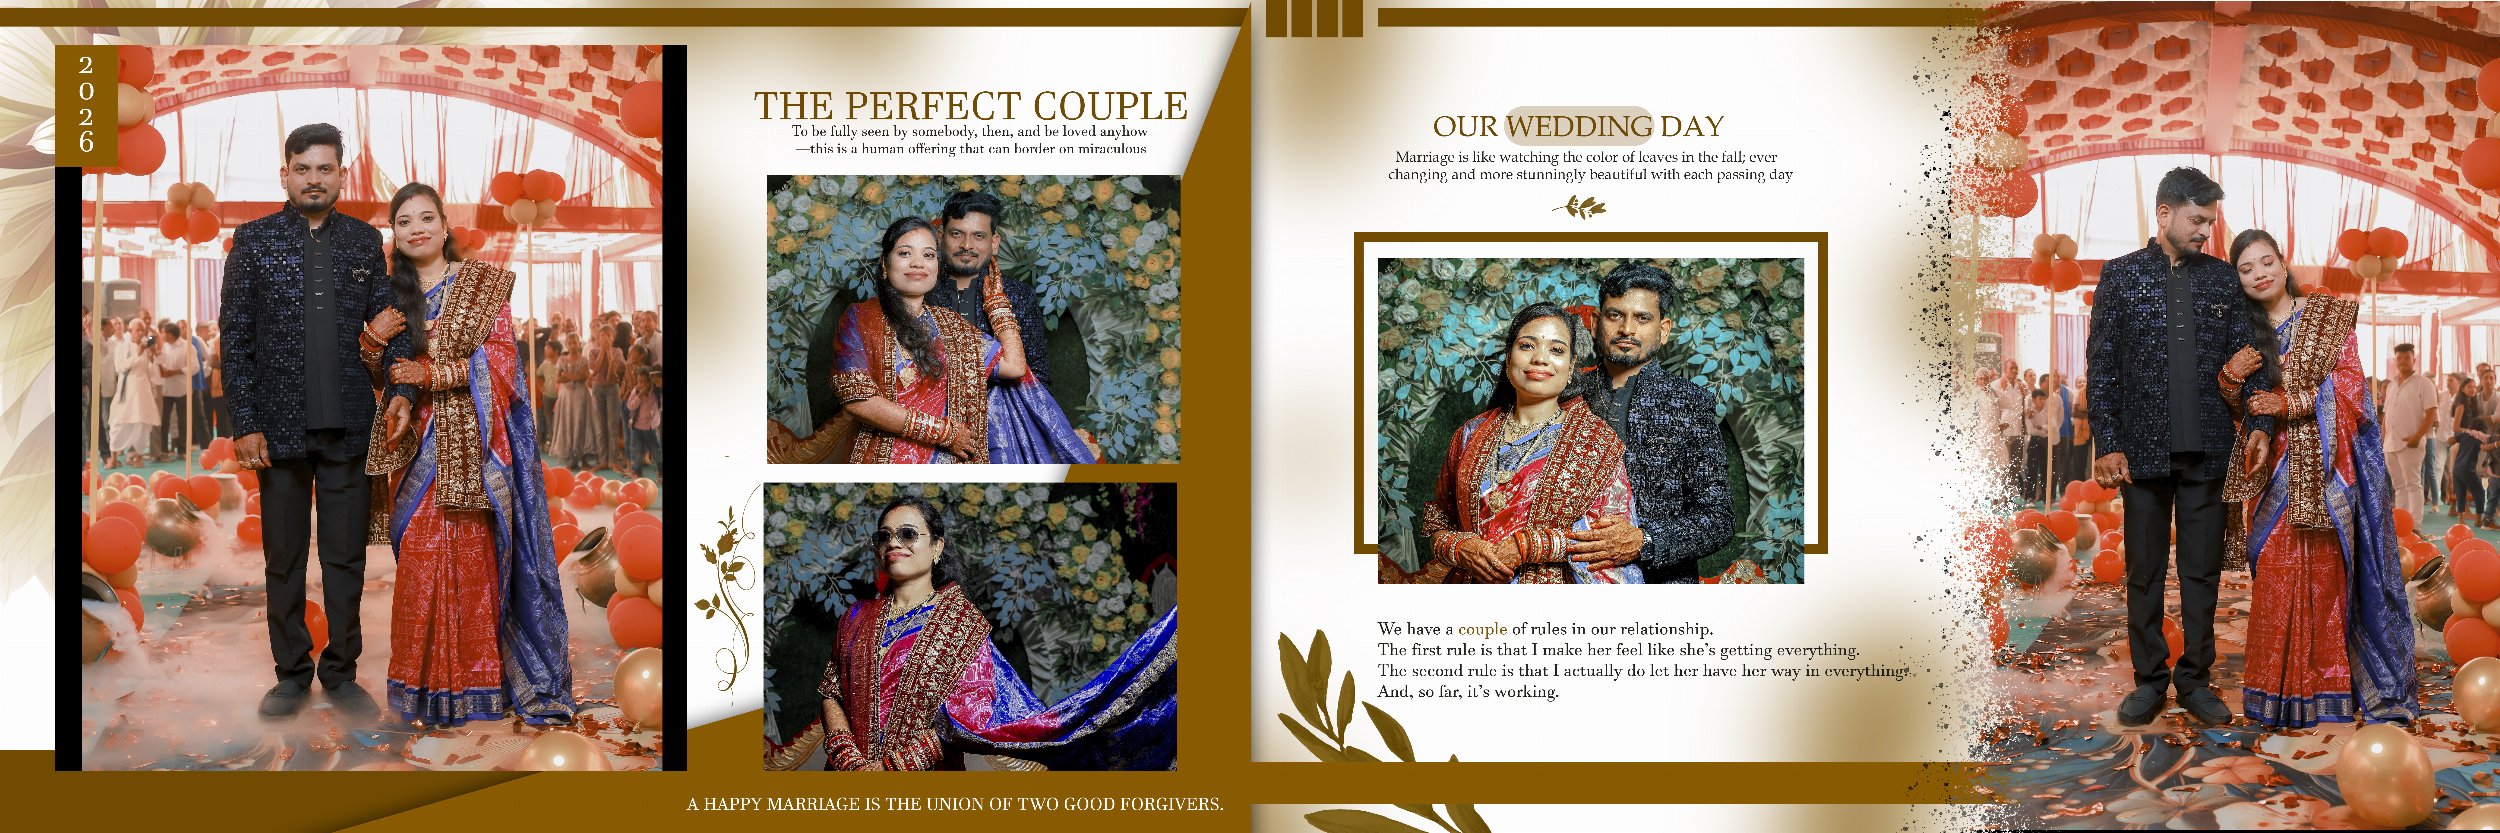 2
0
2
6
THE PERFECT COUPLE
To be fully seen by somebody, then, and be loved anyhow
—this is a human offering that can border on miraculous
A HAPPY MARRIAGE IS THE UNION OF TWO GOOD FORGIVERS.
OUR WEDDING DAY
Marriage is like watching the color of leaves in the fall; ever
changing and more stunningly beautiful with each passing day
We have a couple of rules in our relationship.
The first rule is that I make her feel like she's getting everything.
The second rule is that I actually do let her have her way in everything.
And, so far, it's working.